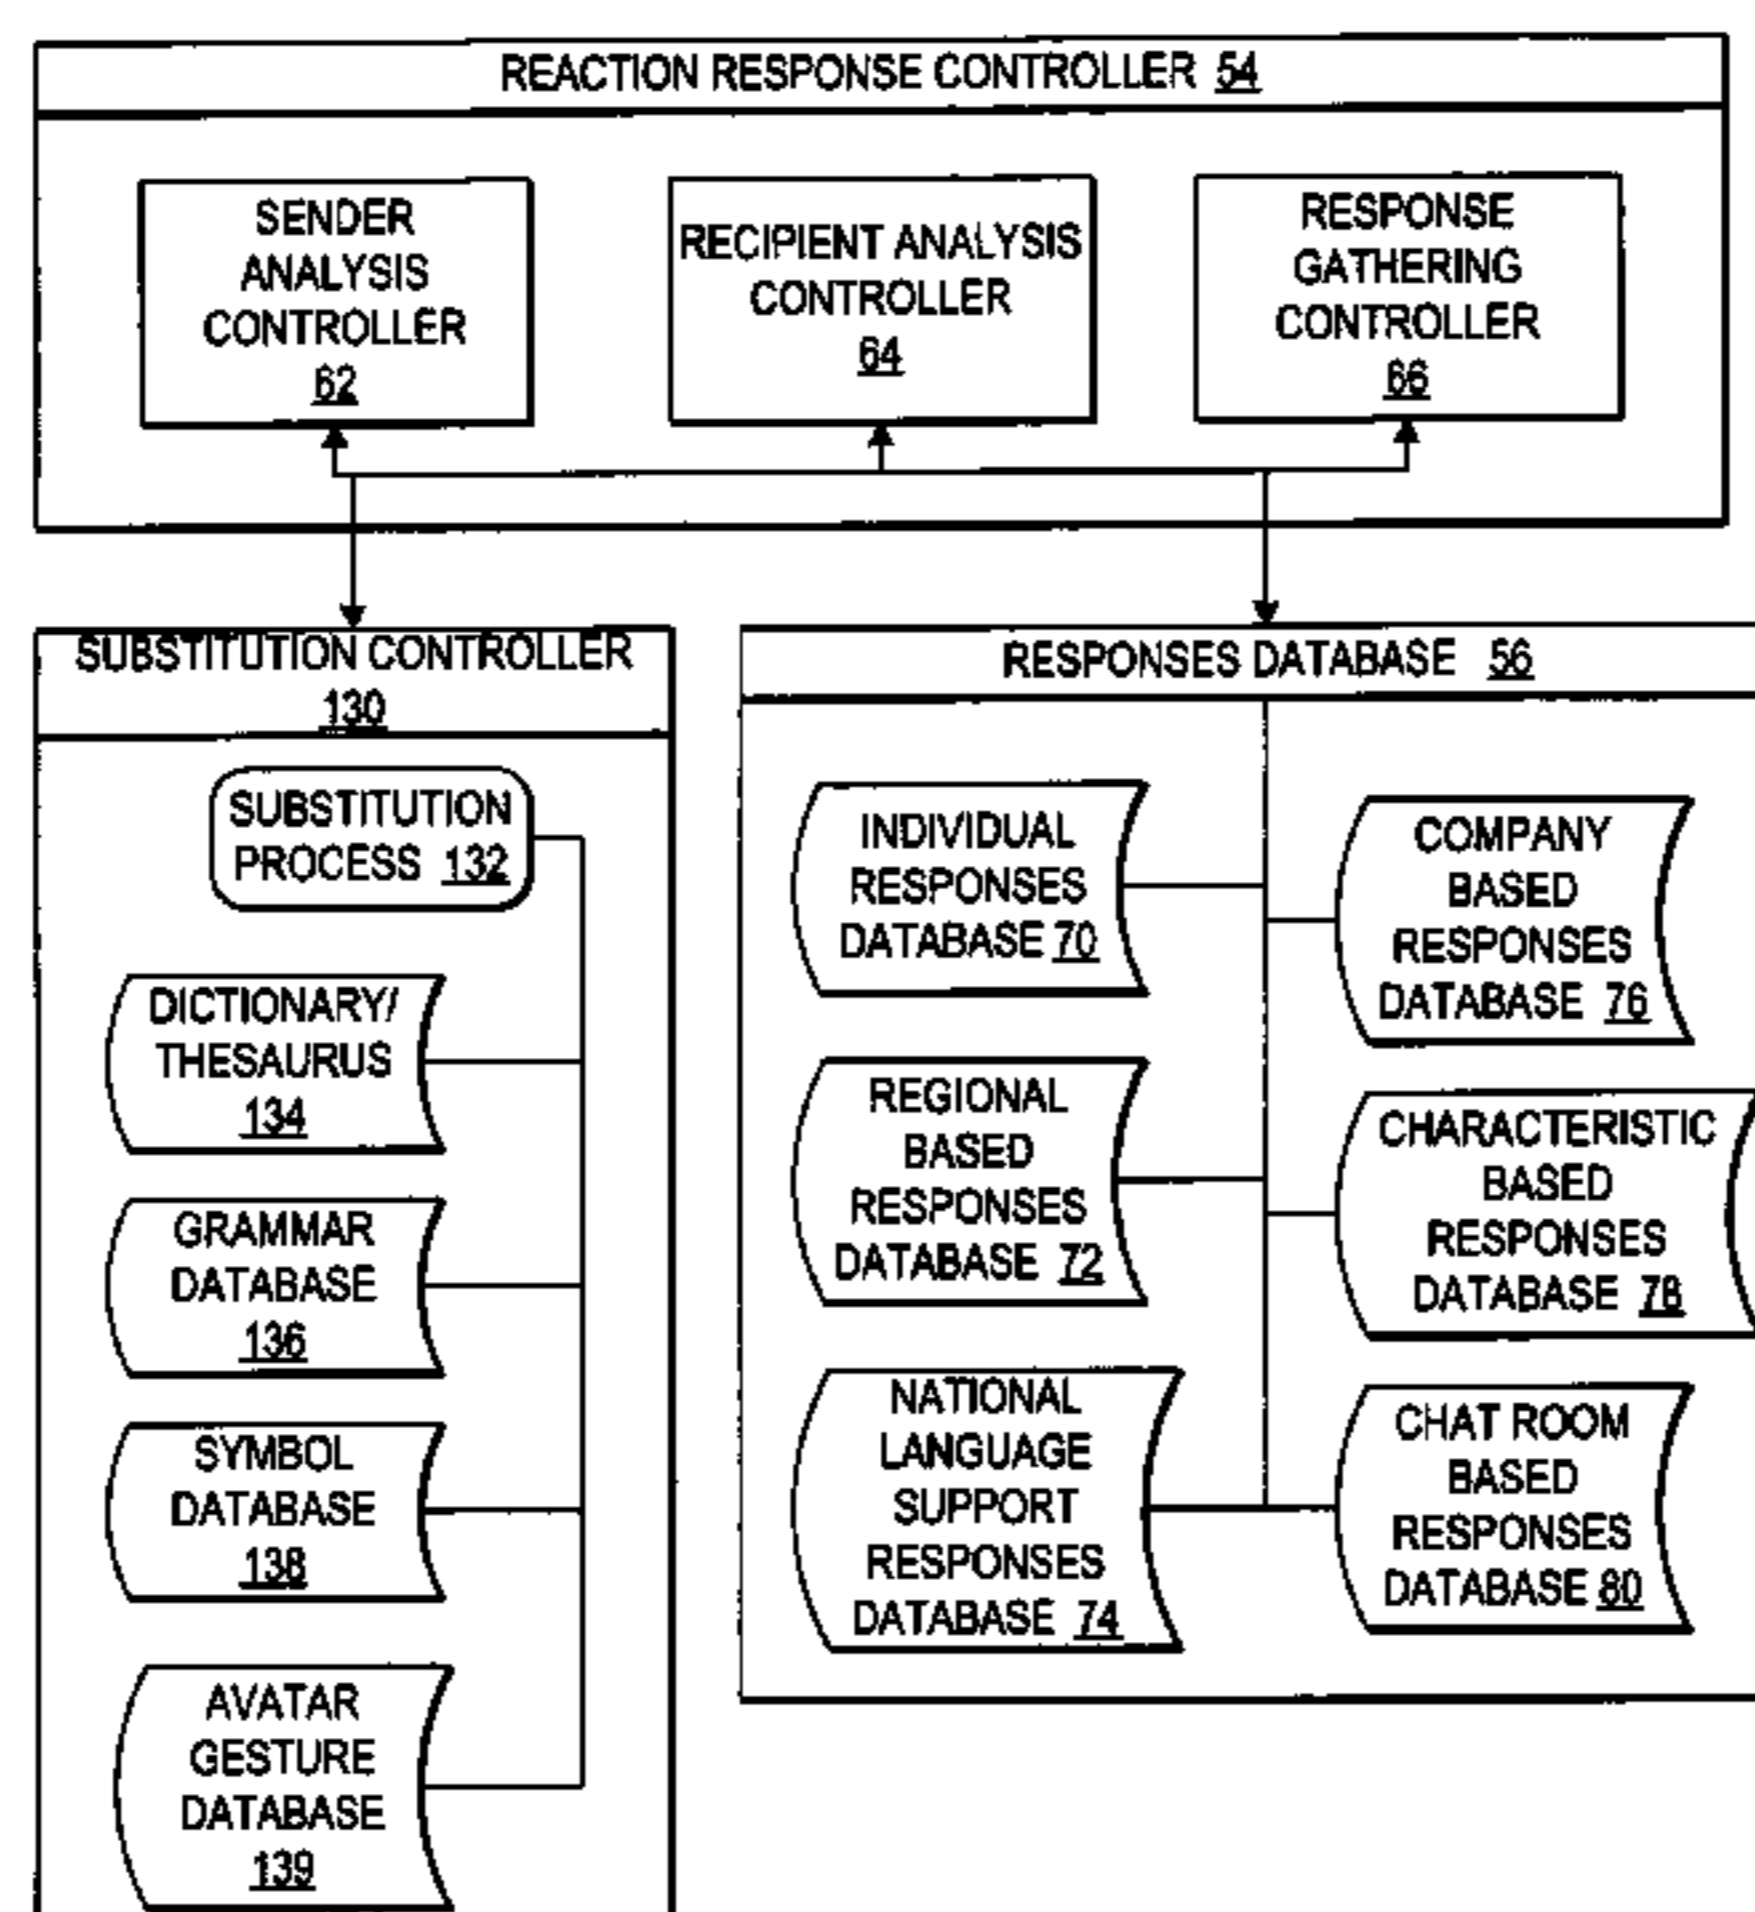 REACTION RESPONSE CONTROLLER 54
SENDER
ANALYSIS
CONTROLLER
62
RECIPIENT ANALYSIS
CONTROLLER
64
RESPONSE
GATHERING
CONTROLLER
66
SUBSTITUTION CONTROLLER
130
SUBSTITUTION
PROCESS 132
DICTIONARY/
THESAURUS
134
GRAMMAR
DATABASE
136
SYMBOL
DATABASE
138
AVATAR
GESTURE
DATABASE
139
RESPONSES DATABASE 56
INDIVIDUAL
RESPONSES
DATABASE 70
REGIONAL
BASED
RESPONSES
DATABASE 72
NATIONAL
LANGUAGE
SUPPORT
RESPONSES
DATABASE 74
COMPANY
BASED
RESPONSES
DATABASE 76
CHARACTERISTIC
BASED
RESPONSES
DATABASE 78
CHAT ROOM
BASED
RESPONSES
DATABASE 80